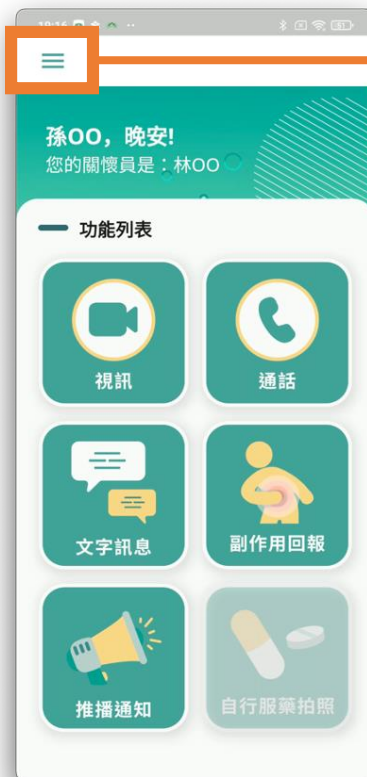 19:16
孫OO，晚安!
您的關懷員是：林OO
功能列表
視訊
通話
文字訊息
副作用回報
推播通知
自行服藥拍照